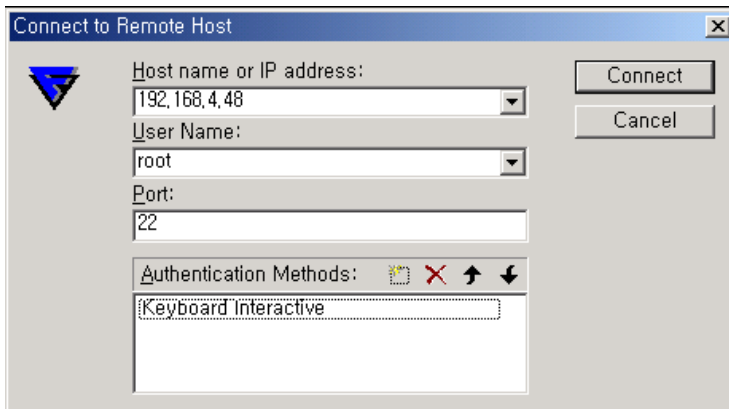 Connect to Remote Host
Host name or IP address:
192,168,4,48
User Name:
root
Port:
22
Authentication Methods:
Keyboard Interactive
Connect
Cancel